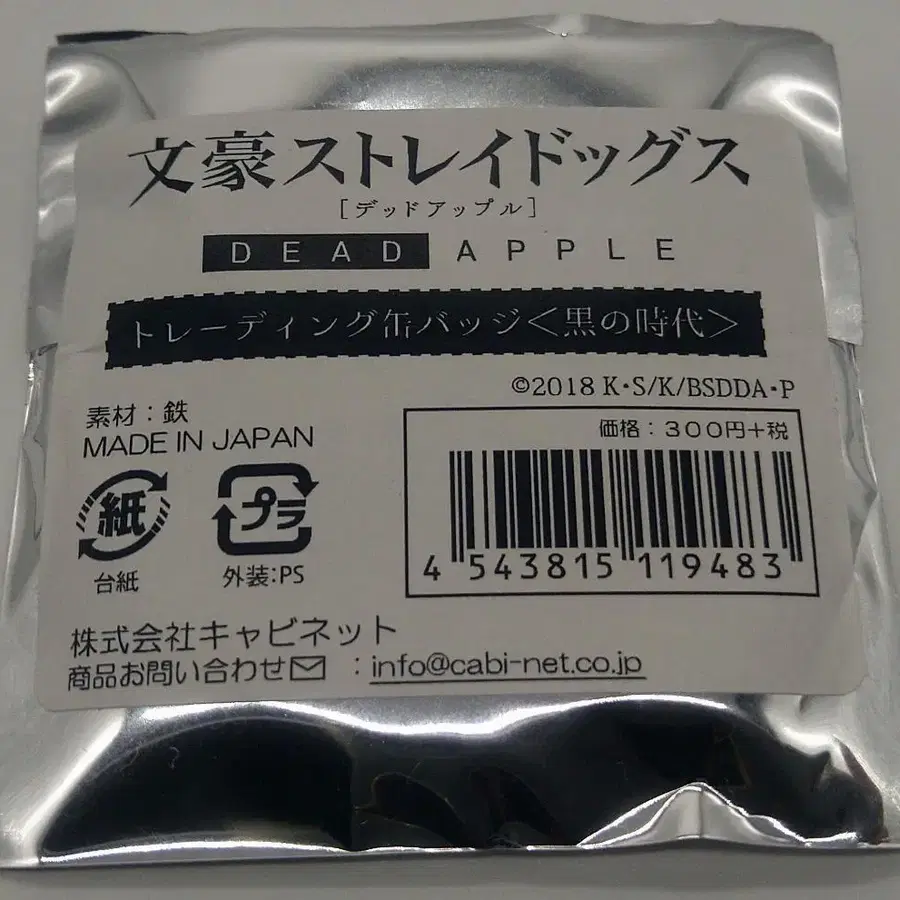 文豪ストレイドッグス
[デッドアップル]
DEAD APPLE
トレーディング缶バッジ<黒の時代>
©2018 K・S/K/BSDDA・P
素材:鉄
MADE IN JAPAN
価格:300円+税
紙
プラ
台紙
外装:PS
4 543815 119483
株式会社キャビネット
商品お問い合わせ :info@cabi-net.co.jp